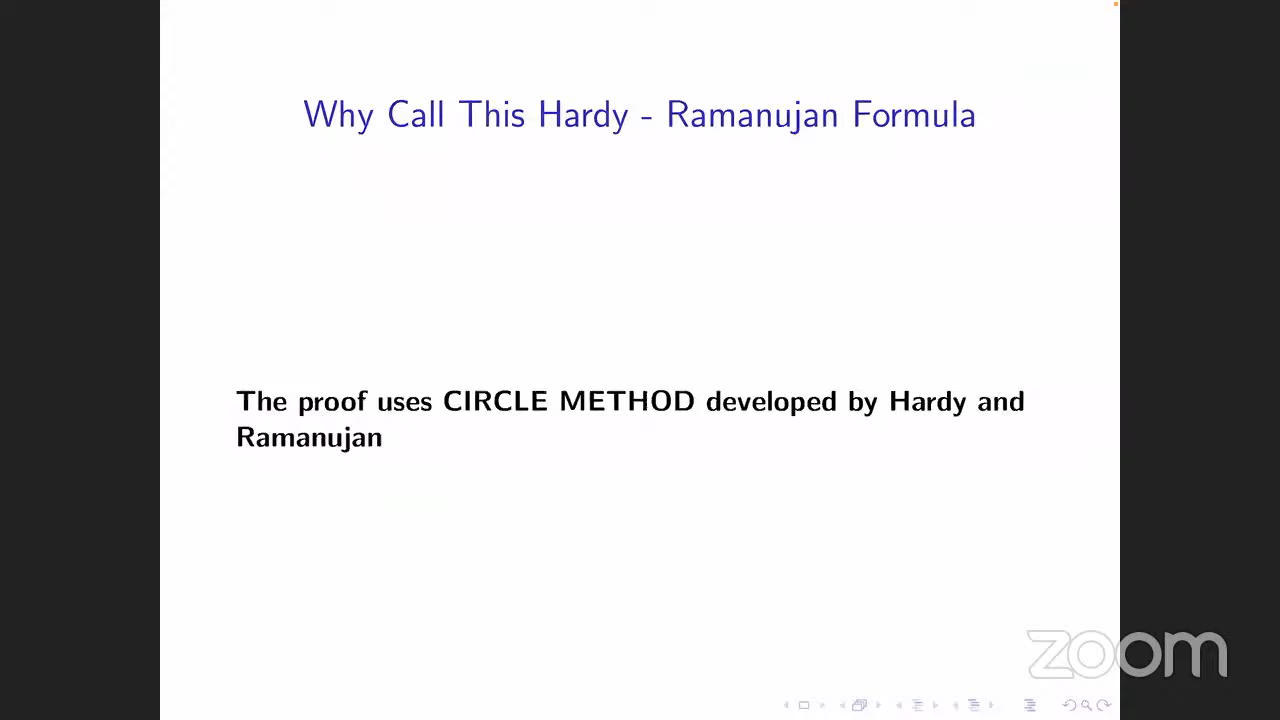 Why Call This Hardy - Ramanujan Formula
The proof uses CIRCLE METHOD developed by Hardy and
Ramanujan
zoom